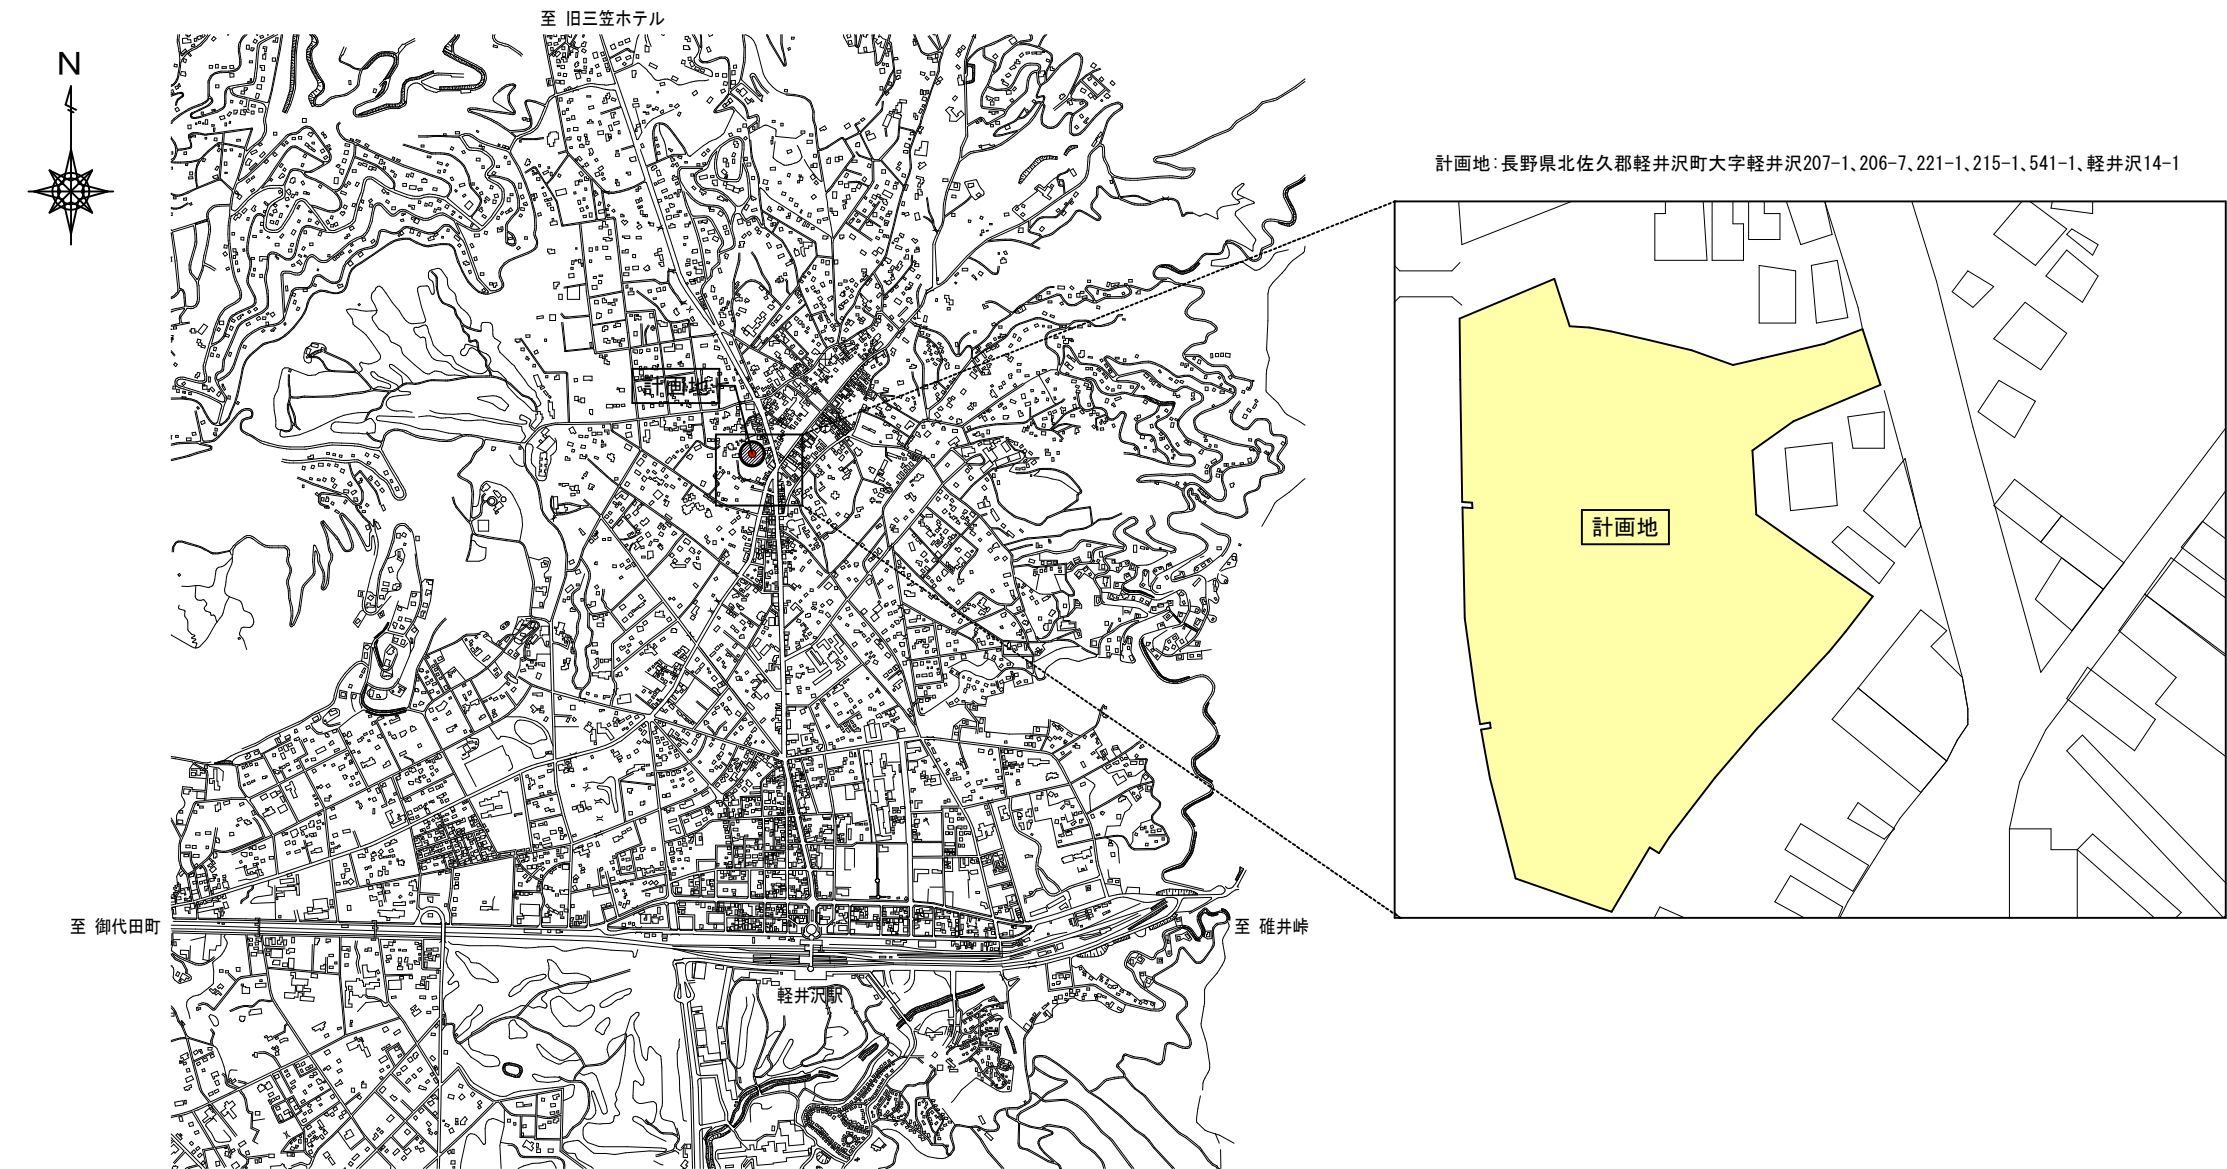 至 旧三笠ホテル
N
計画地:長野県北佐久郡軽井沢町大字軽井沢207-1、206-7、221-1、215-1、541-1、軽井沢14-1
計画地
計画地
至 御代田町
至 碓井峠
軽井沢駅